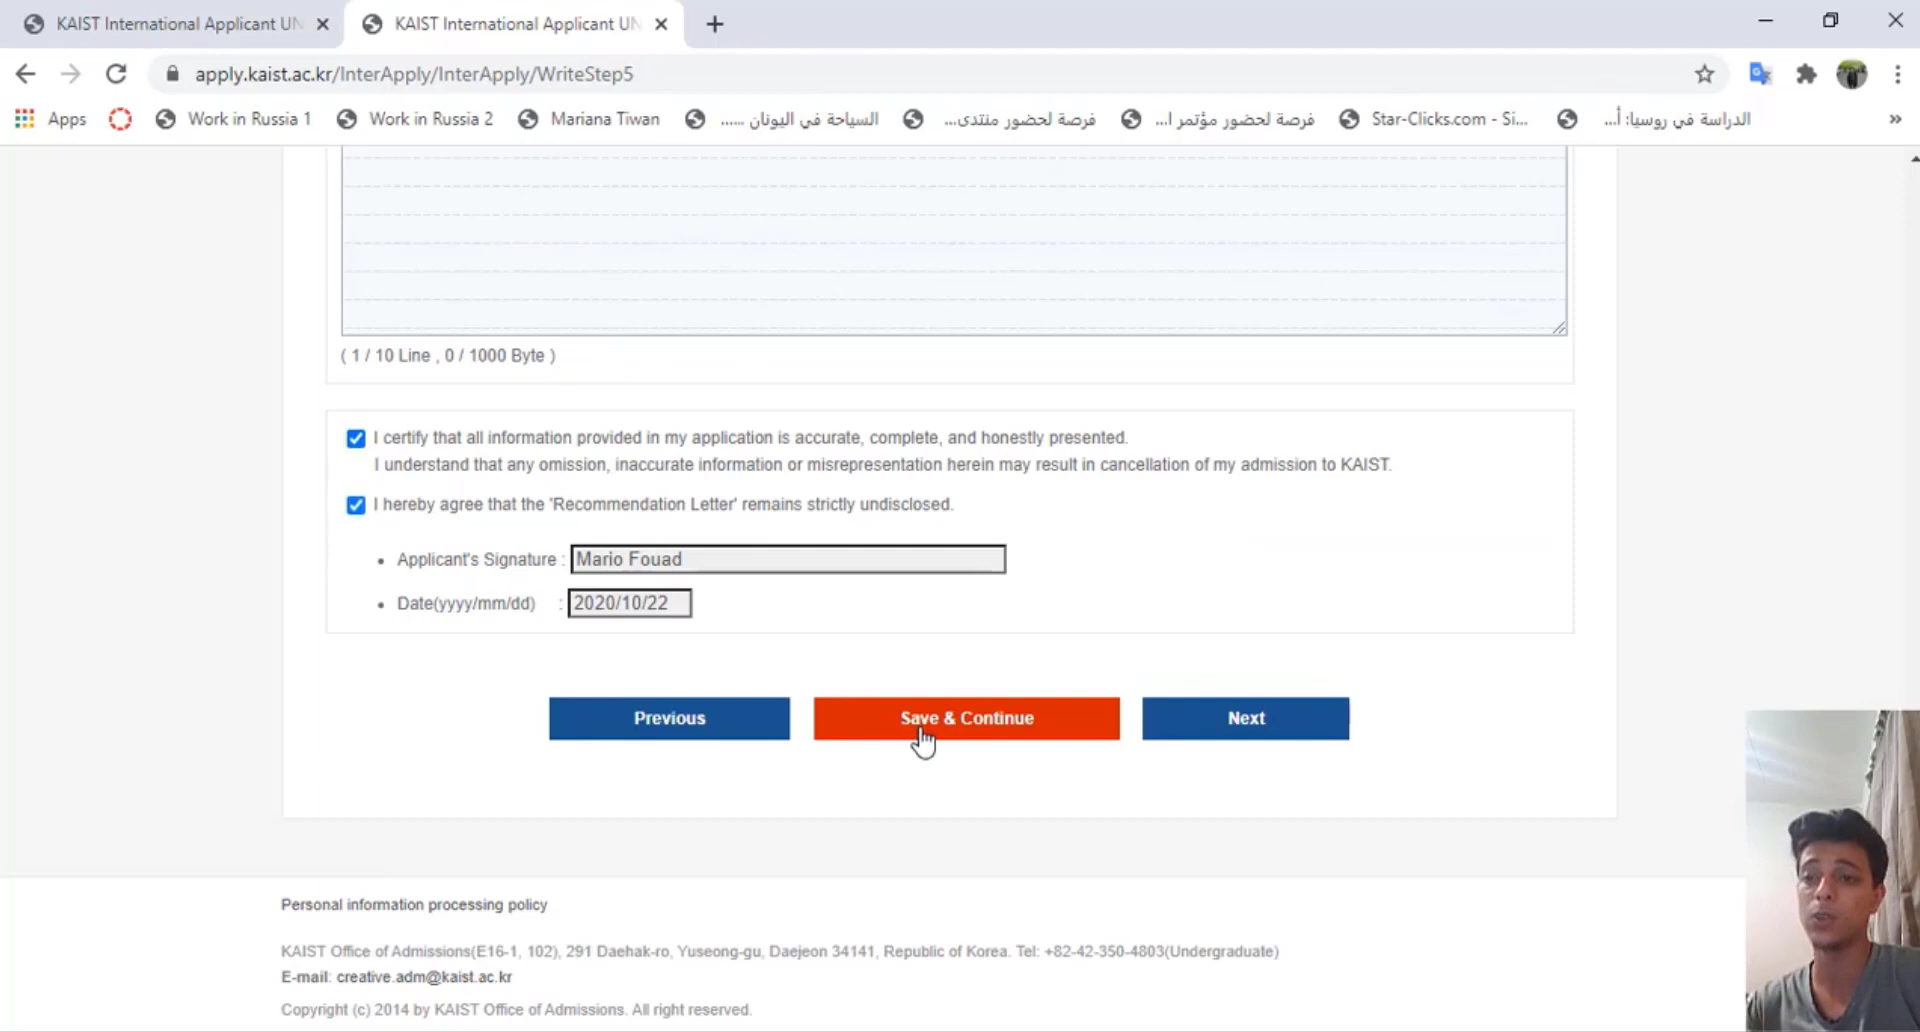 KAIST International Applicant UN
KAIST International Applicant UN
apply.kaist.ac.kr/InterApply/InterApply/WriteStep5
Apps
Work in Russia 1
Work in Russia 2
Mariana Tiwan
السياحة في اليونان ......
فرصة لحضور منتدى...
فرصة لحضور مؤتمر ا...
Star-Clicks.com - Si...
الدراسة في روسيا: أ...
»
( 1 / 10 Line , 0 / 1000 Byte )
I certify that all information provided in my application is accurate, complete, and honestly presented.
I understand that any omission, inaccurate information or misrepresentation herein may result in cancellation of my admission to KAIST.
I hereby agree that the 'Recommendation Letter' remains strictly undisclosed.
• Applicant's Signature : Mario Fouad
• Date(yyyy/mm/dd) : 2020/10/22
Previous
Save & Continue
Next
Personal information processing policy
KAIST Office of Admissions(E16-1, 102), 291 Daehak-ro, Yuseong-gu, Daejeon 34141, Republic of Korea. Tel: +82-42-350-4803(Undergraduate)
E-mail: creative.adm@kaist.ac.kr
Copyright (c) 2014 by KAIST Office of Admissions. All right reserved.